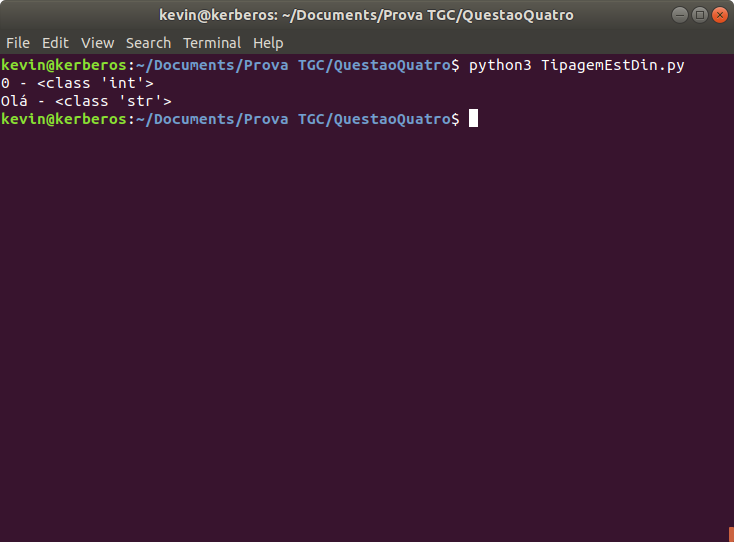 kevin@kerberos: ~/Documents/Prova TGC/QuestaoQuatro
File Edit View Search Terminal Help
kevin@kerberos:~/Documents/Prova TGC/QuestaoQuatro$ python3 TipagemEstDin.py
0 - <class 'int'>
Olá - <class 'str'>
kevin@kerberos:~/Documents/Prova TGC/QuestaoQuatro$